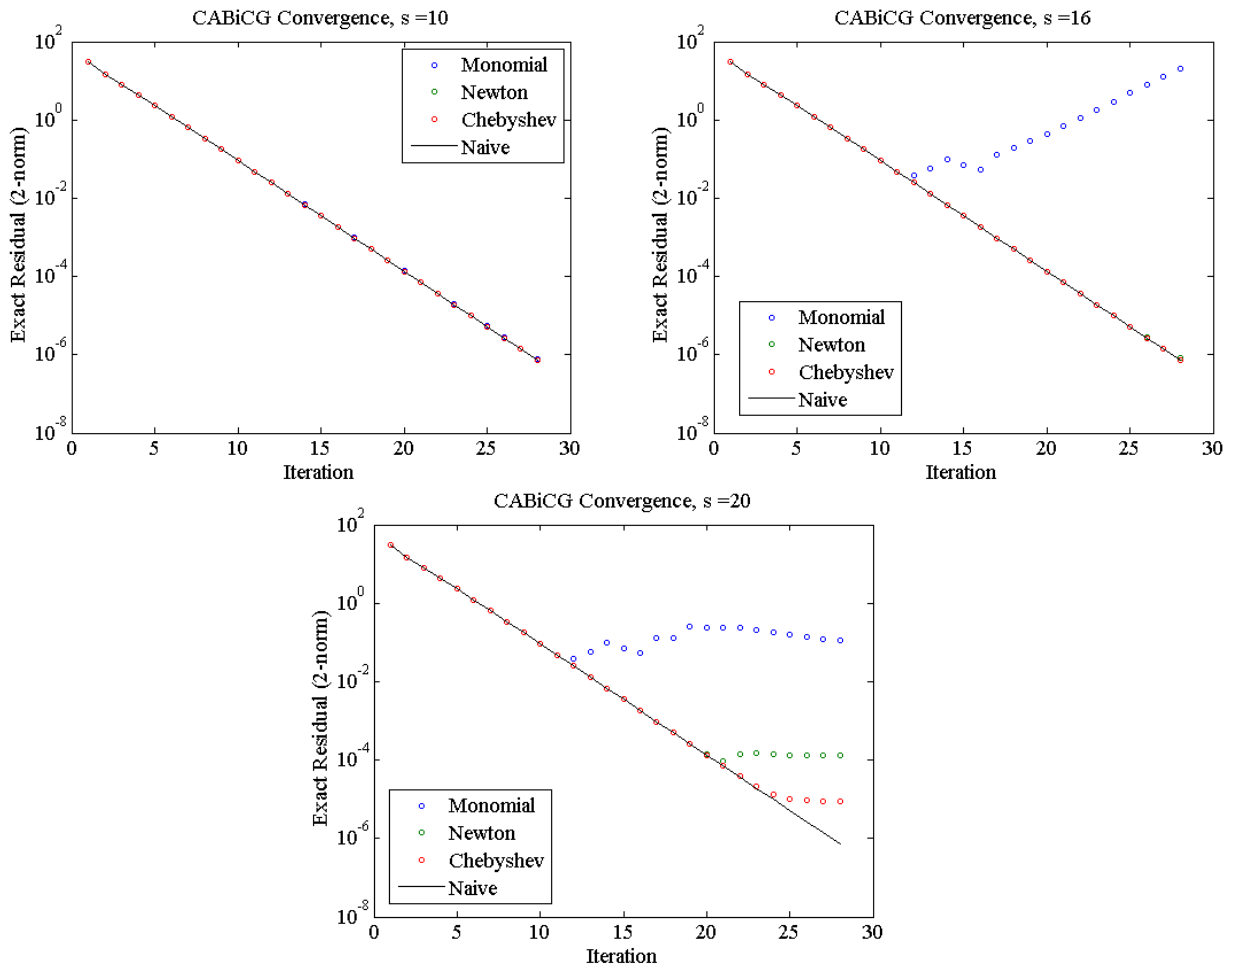 CABiCG Convergence, s =10
Exact Residual (2-norm)
10^2
10^0
10^-2
10^-4
10^-6
10^-8
Monomial
Newton
Chebyshev
Naive
0 5 10 15 20 25 30
Iteration
CABiCG Convergence, s =16
Exact Residual (2-norm)
10^2
10^0
10^-2
10^-4
10^-6
10^-8
Monomial
Newton
Chebyshev
Naive
0 5 10 15 20 25 30
Iteration
CABiCG Convergence, s =20
Exact Residual (2-norm)
10^2
10^0
10^-2
10^-4
10^-6
10^-8
Monomial
Newton
Chebyshev
Naive
0 5 10 15 20 25 30
Iteration